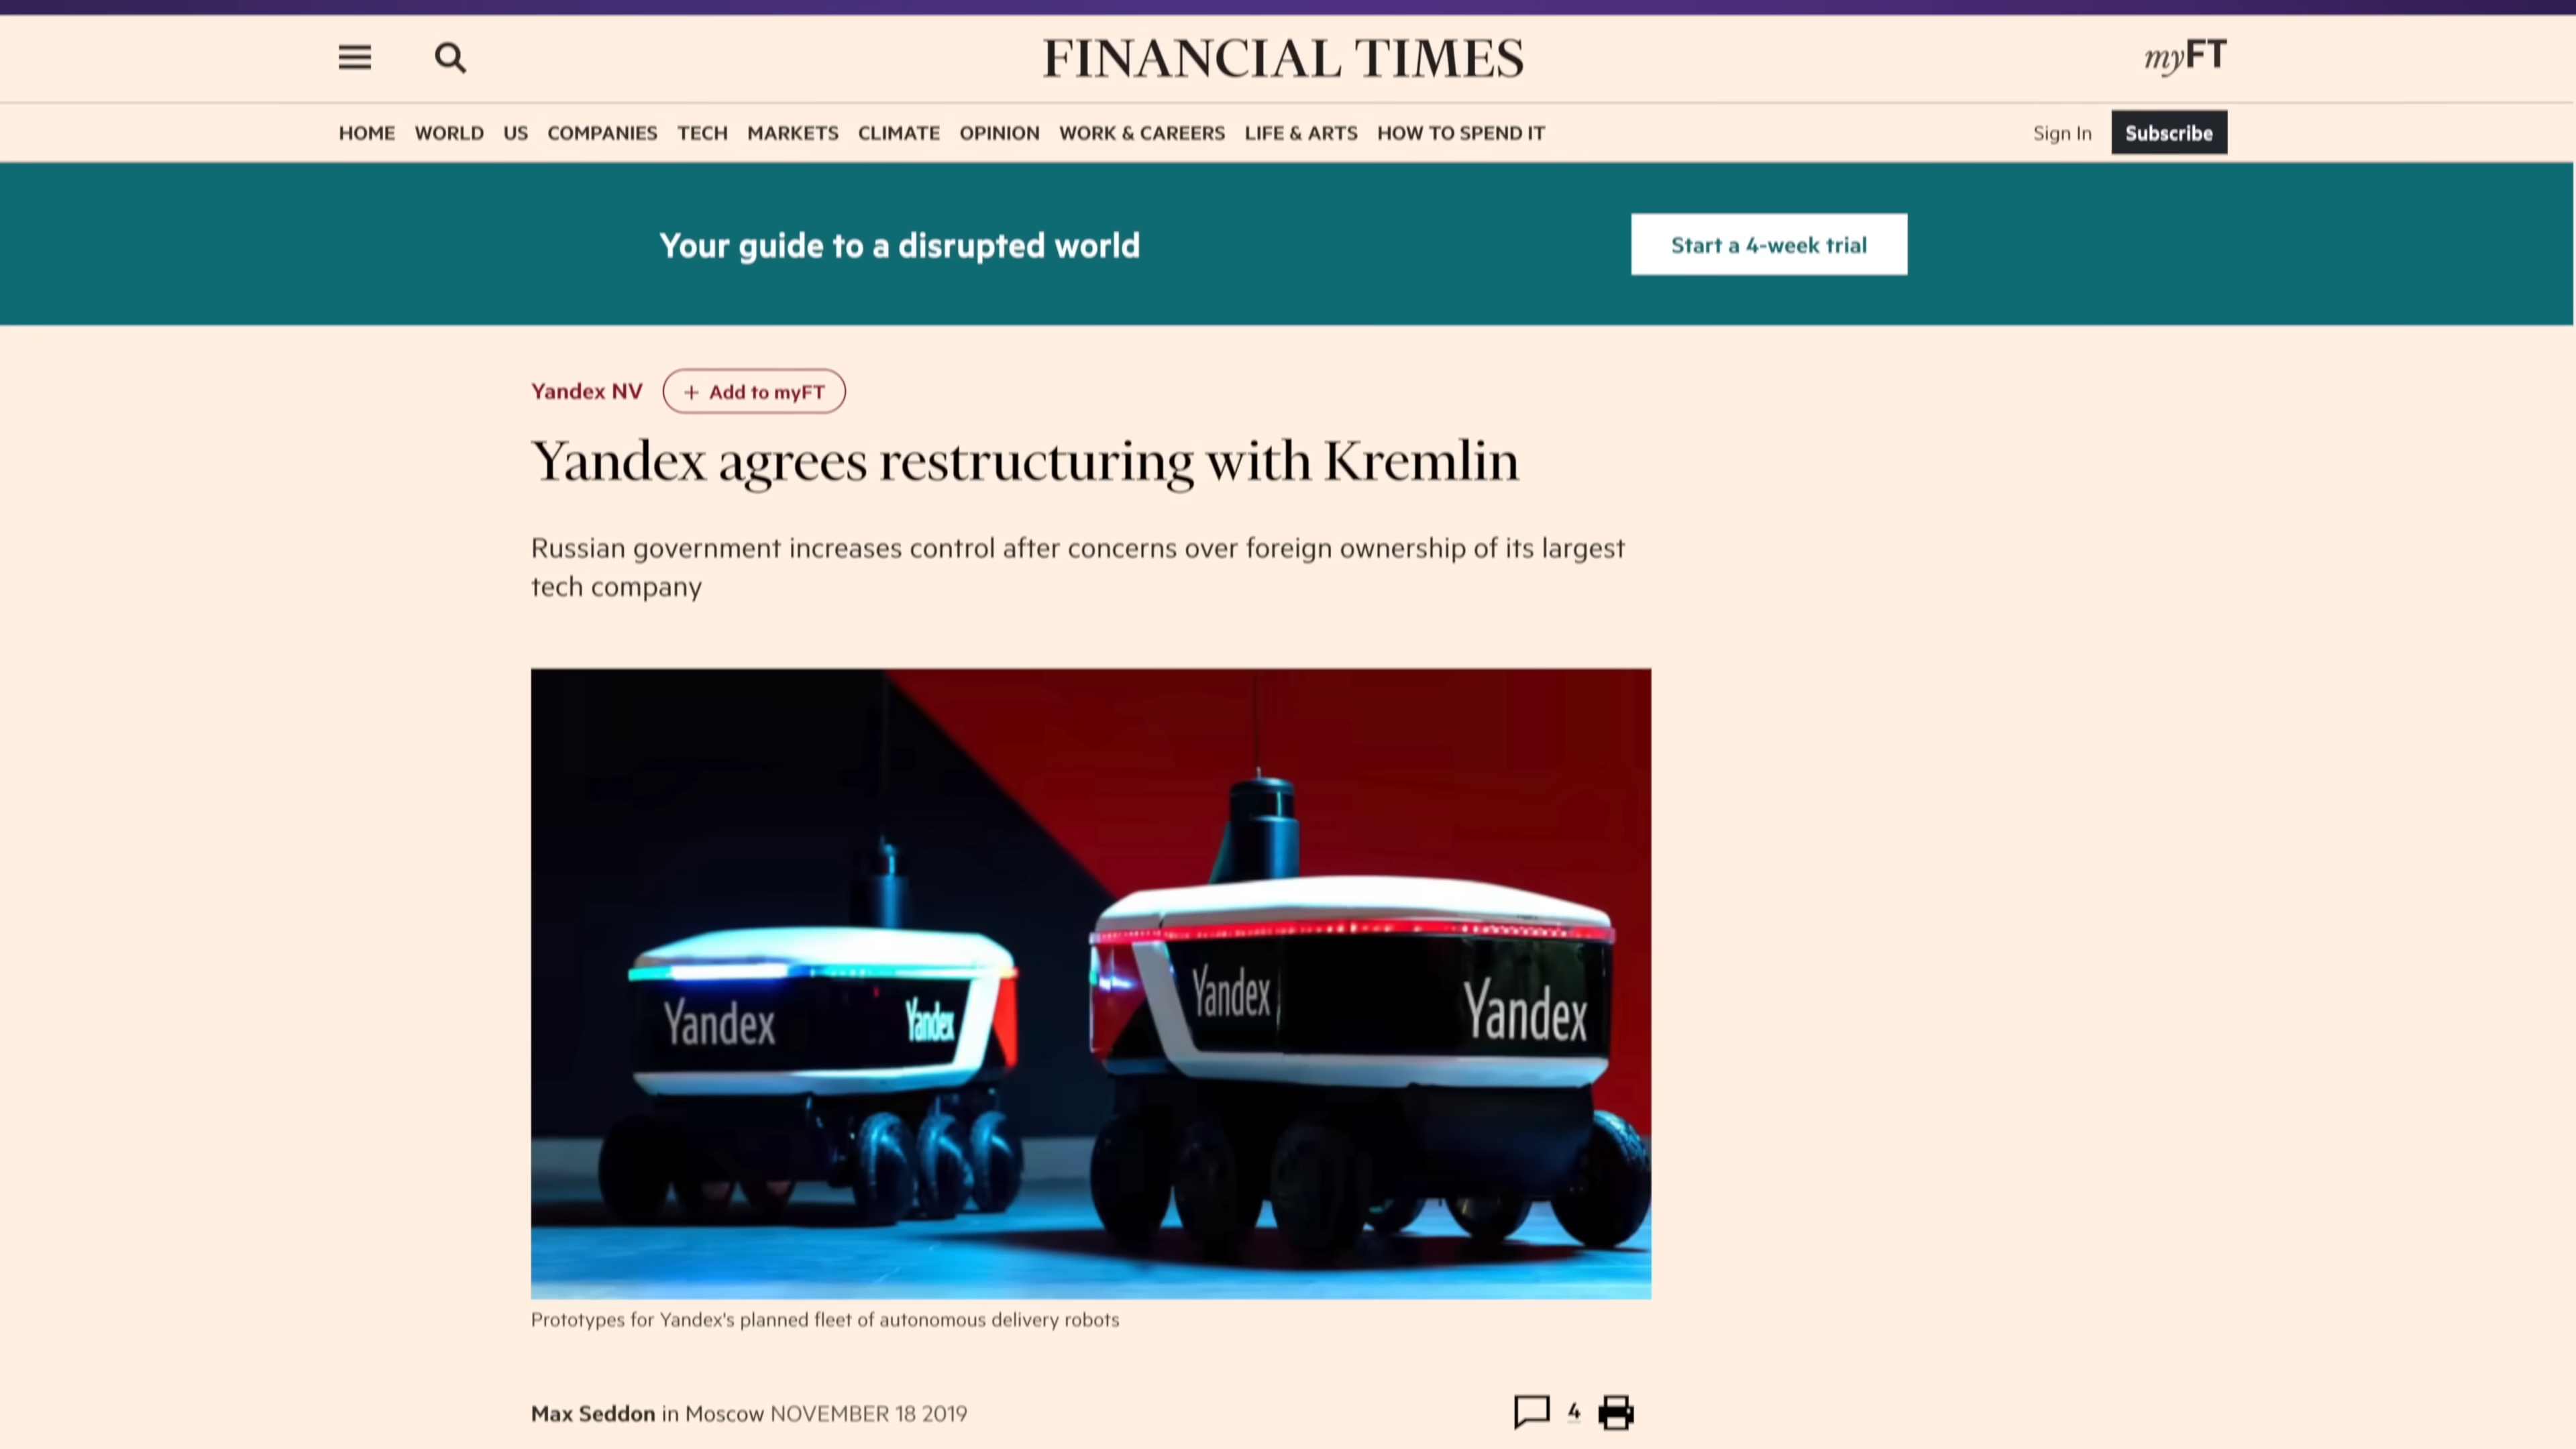 FINANCIAL TIMES
myFT
HOME WORLD US COMPANIES TECH MARKETS CLIMATE OPINION WORK & CAREERS LIFE & ARTS HOW TO SPEND IT Sign In Subscribe
Your guide to a disrupted world
Start a 4-week trial
Yandex NV + Add to myFT
Yandex agrees restructuring with Kremlin
Russian government increases control after concerns over foreign ownership of its largest
tech company
Yandex Yandex Yandex Yandex
Prototypes for Yandex's planned fleet of autonomous delivery robots
Max Seddon in Moscow NOVEMBER 18 2019
4